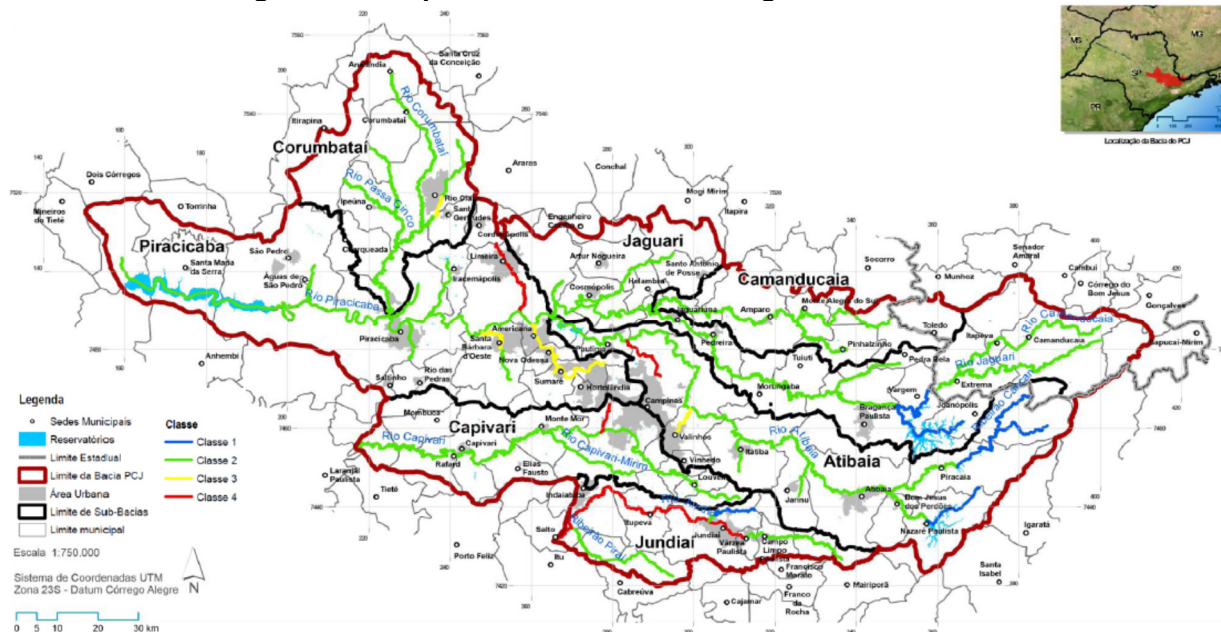 MS
MG
SP
PR
Localização da Bacia do PCJ
Santa Cruz
da Conceição
Analândia
Corumbataí
Rio Corumbataí
Itirapina
Corumbataí
Araras
Conchal
Mogi Mirim
Itapira
Dois Córregos
Mineiros
do Tietê
Torrinha
Rio Passa Cinco
Ipeúna
Rio Cla
Santa
Gertrudes
Cordeirópolis
Engenheiro
Coelho
Jaguari
Piracicaba
São Pedro
Santa Maria
da Serra
Águas de
São Pedro
Charqueada
Limeira
Iracemápolis
Artur Nogueira
Santo Antônio
de Posse
Holambra
Cosmópolis
Camanducaia
Socorro
Munhoz
Senador
Amaral
Cambuí
Córrego do
Bom Jesus
Gonçalves
Sapucaí-Mirim
Rio Piracicaba
Piracicaba
Americana
Santa
Bárbara
d'Oeste
Nova Odessa
Paulínia
Jaguariúna
Pedreira
Amparo
Monte Alegre do Sul
Pinhalzinho
Pedra Bela
Toledo
Itapeva
Rio Camanducaia
Camanducaia
Rio Jaguari
Extrema
Anhembi
Saltinho
Rio das
Pedras
Sumaré
Hortolândia
Campinas
Tuiuti
Morungaba
Vargem
Bragança
Paulista
Joanópolis
Mombuca
Monte Mor
Capivari
Rio Capivari
Capivari
Rafard
Rio Capivari-Mirim
Valinhos
Vinhedo
Itatiba
Rio Atibaia
Atibaia
Piracaia
Laranjal
Paulista
Tietê
Elias
Fausto
Indaiatuba
Louveira
Jarinu
Atibaia
Bom Jesus
dos Perdões
Nazaré Paulista
Igaratá
Porto Feliz
Salto
Itu
Ribeirão Piraí
Itupeva
Jundiaí
Jundiaí
Várzea
Paulista
Campo
Limpo
Paulista
Cabreúva
Cajamar
Francisco
Morato
Franco
da Rocha
Mairiporã
Santa
Isabel
Legenda
Sedes Municipais
Reservatórios
Limite Estadual
Limite da Bacia PCJ
Área Urbana
Limite de Sub-Bacias
Limite municipal
Classe
Classe 1
Classe 2
Classe 3
Classe 4
Escala 1:750.000
Sistema de Coordenadas UTM
Zona 23S - Datum Córrego Alegre
N
0 5 10 20 30 km